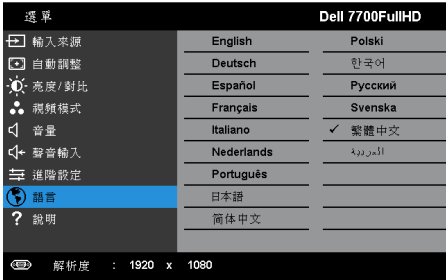 選單 Dell 7700FullHD
輸入來源 English Polski
自動調整 Deutsch 한국어
亮度/對比 Español Русский
視頻模式 Français Svenska
音量 Italiano ✓ 繁體中文
聲音輸入 Nederlands العربية
進階設定 Português
語言 日本語
? 說明 简体中文
解析度 : 1920 x 1080